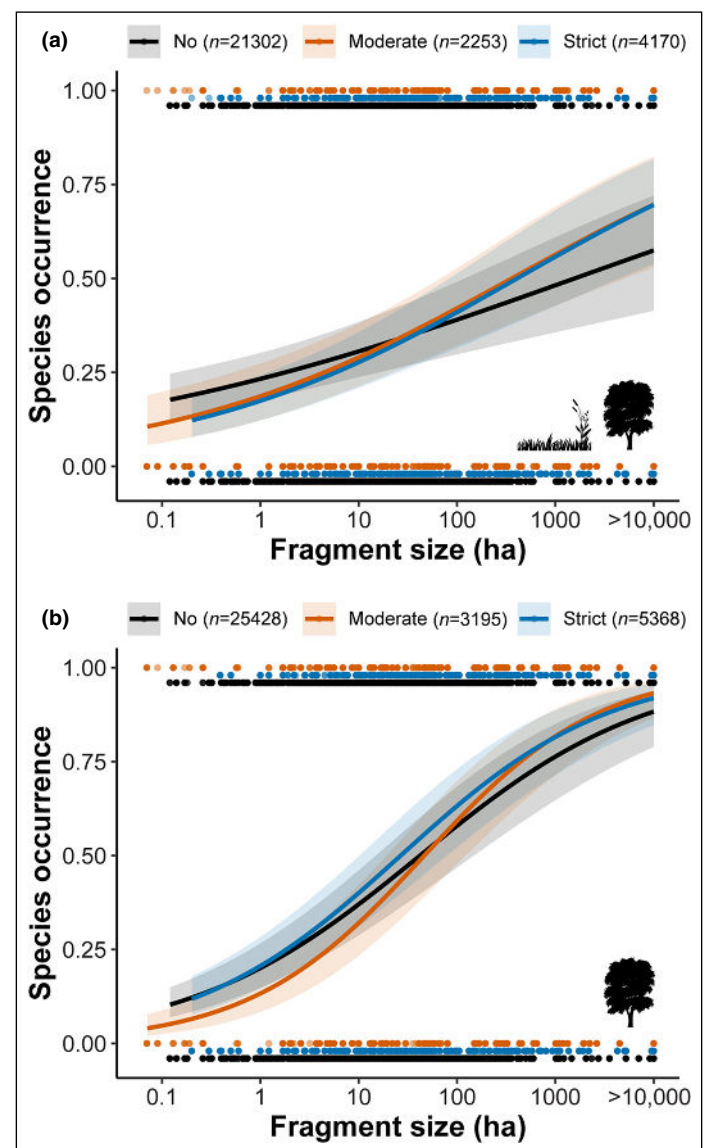 (a)
No (n=21302) Moderate (n=2253) Strict (n=4170)
1.00
0.75
0.50
0.25
0.00
Species occurrence
0.1 1 10 100 1000 >10,000
Fragment size (ha)
(b)
No (n=25428) Moderate (n=3195) Strict (n=5368)
1.00
0.75
0.50
0.25
0.00
Species occurrence
0.1 1 10 100 1000 >10,000
Fragment size (ha)